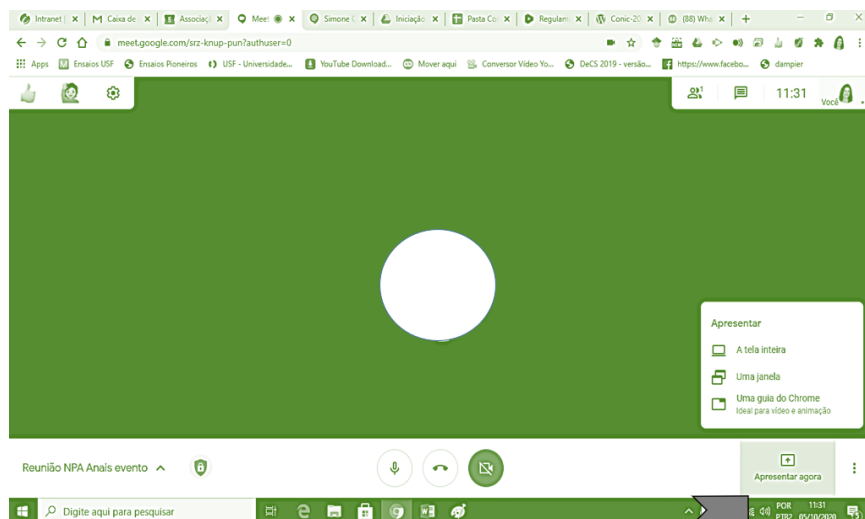 Intranet
Caixa de
Associaç
Meet
Simone
Iniciação
Pasta Co
Regulam
Conic-20
(88) Wha
meet.google.com/srz-knup-pun?authuser=0
Apps
Ensaios USF
Ensaios Pioneiros
USF - Universidade...
YouTube Download...
Mover aqui
Conversor Vídeo Yo...
DeCS 2019 - versão...
https://www.facebo...
dampier
1
11:31
Você
Apresentar
A tela inteira
Uma janela
Uma guia do Chrome
Ideal para vídeo e animação
Reunião NPA Anais evento
Apresentar agora
Digite aqui para pesquisar
POR
11:31
PTB2
05/10/2020